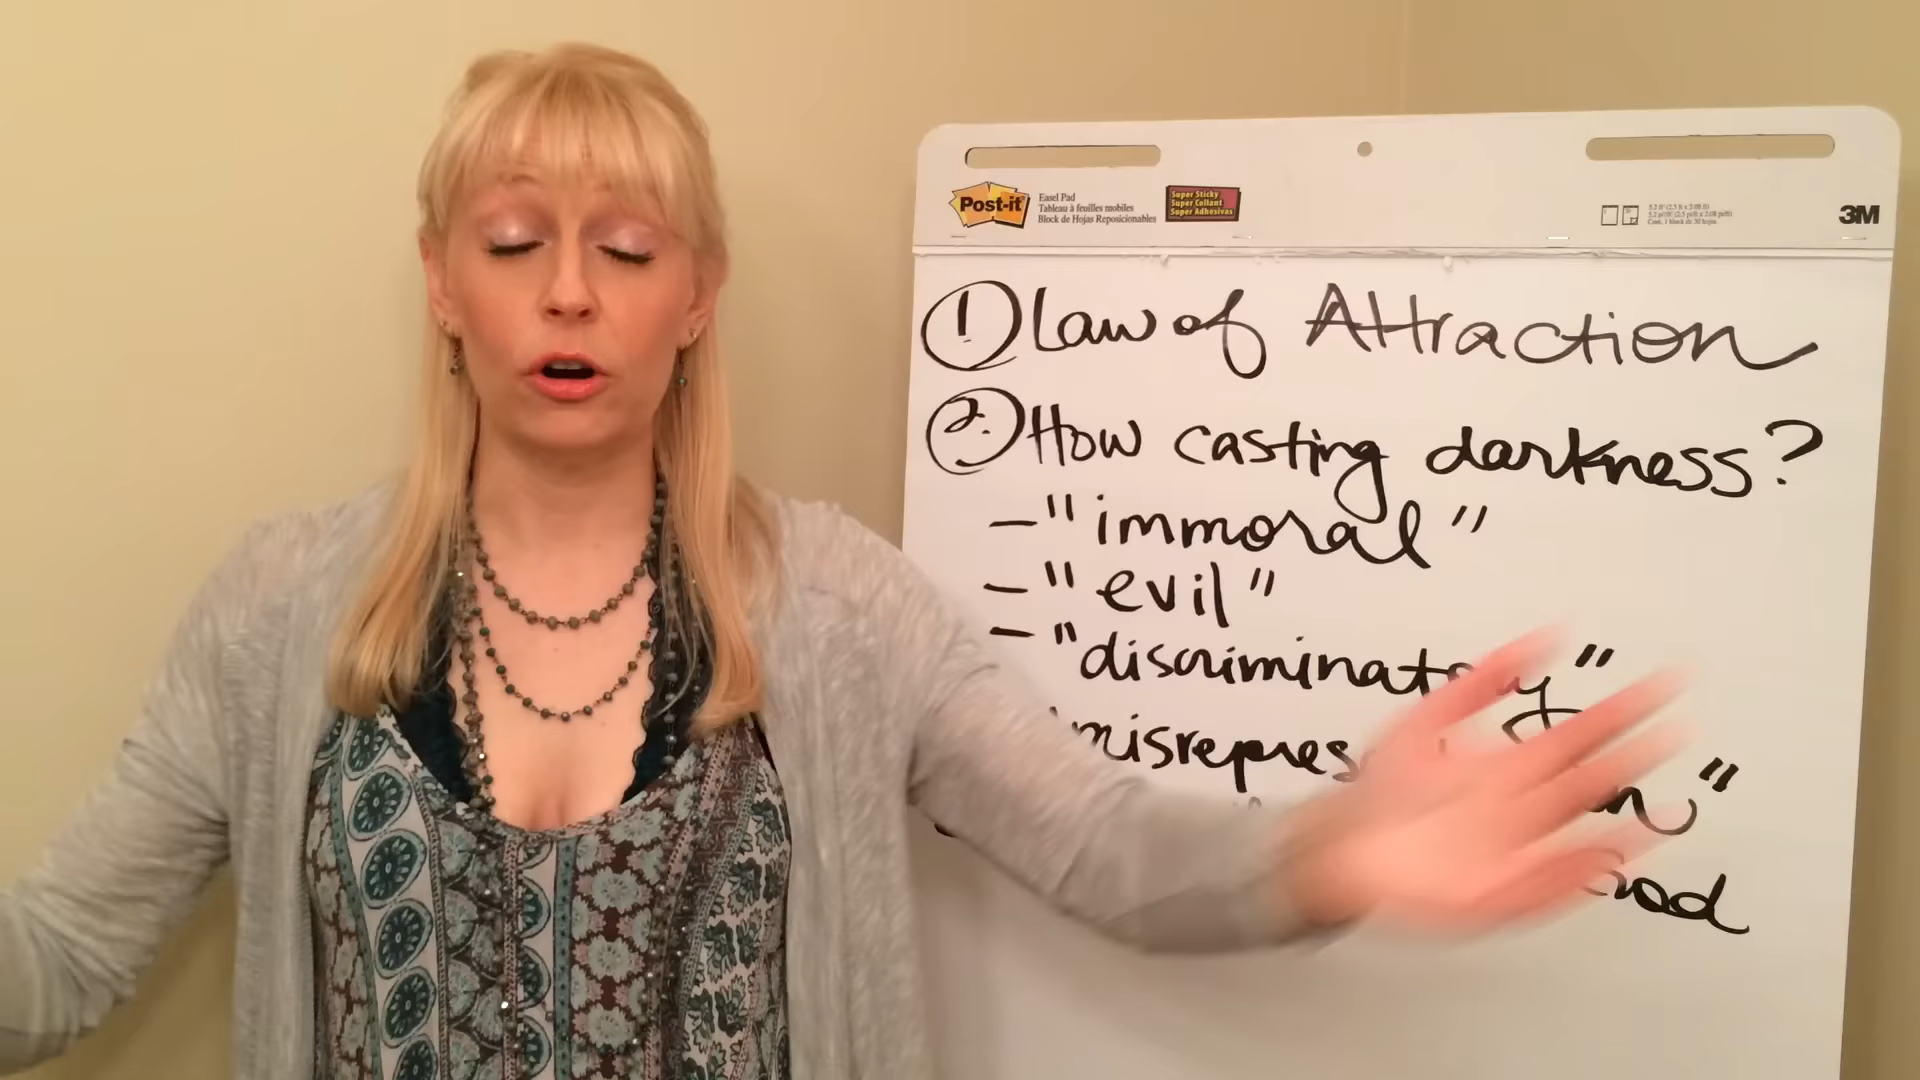 Post-it
Easel Pad
Tableau à feuilles mobiles
Block de Hojas Reposicionables
Super Sticky
Super Collant
Super Adhesivas
3M
1. Law of Attraction
2. How casting darkness?
- "immoral"
- "evil"
- "discriminatory"